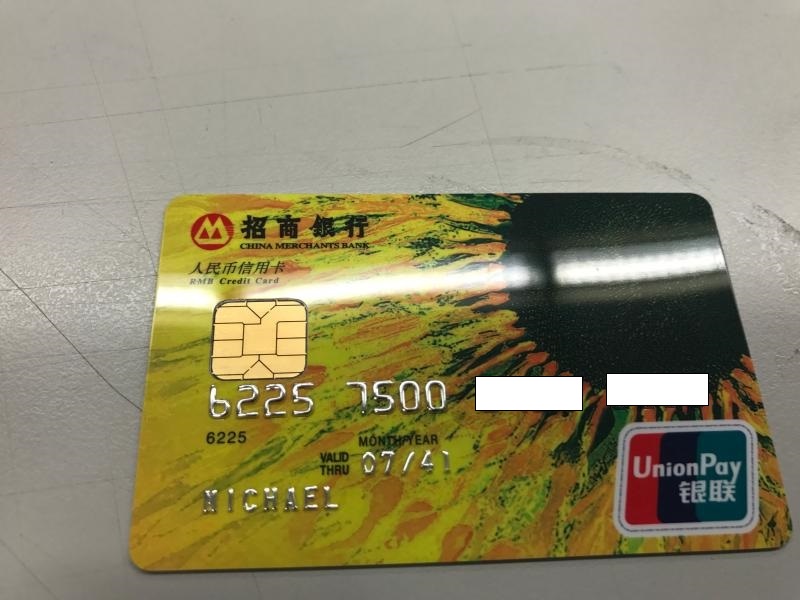 招商银行
CHINA MERCHANTS BANK
人民币信用卡
RMB Credit Card
6225 7500
6225
MONTH/YEAR
VALID THRU 07/41
MICHAEL
UnionPay
银联